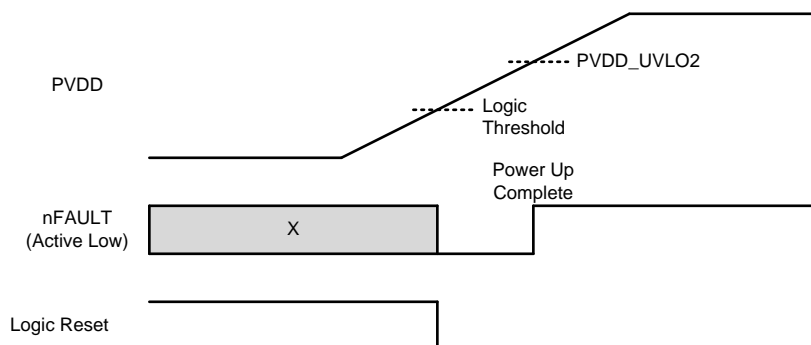 PVDD
PVDD_UVLO2
Logic
Threshold
Power Up
Complete
nFAULT
(Active Low)
X
Logic Reset